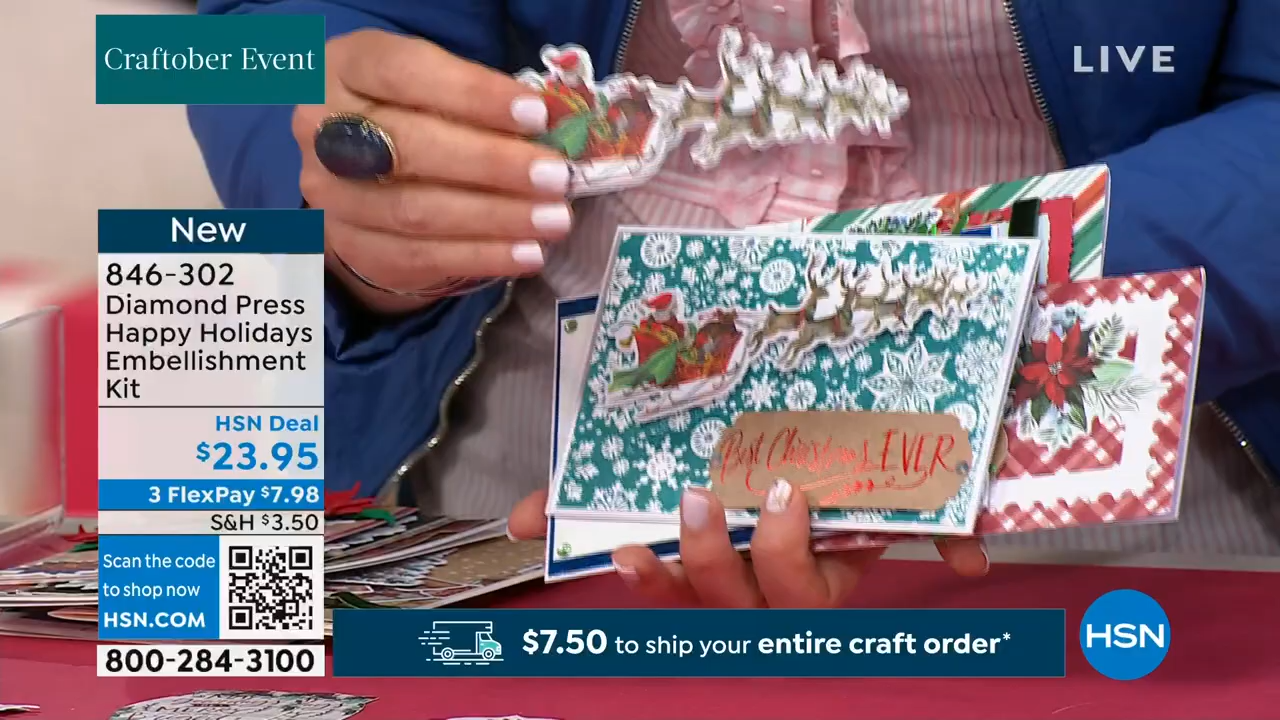 Craftober Event
LIVE
New
846-302
Diamond Press
Happy Holidays
Embellishment
Kit
HSN Deal
$23.95
3 FlexPay $7.98
S&H $3.50
Scan the code
to shop now
HSN.COM
800-284-3100
Best Christmas EVER
$7.50 to ship your entire craft order*
HSN